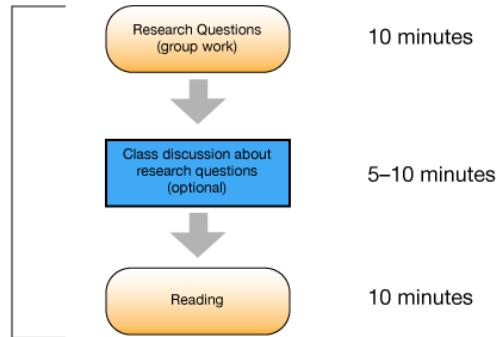 Research Questions
(group work)
10 minutes
Class discussion about
research questions
(optional)
5–10 minutes
Reading
10 minutes